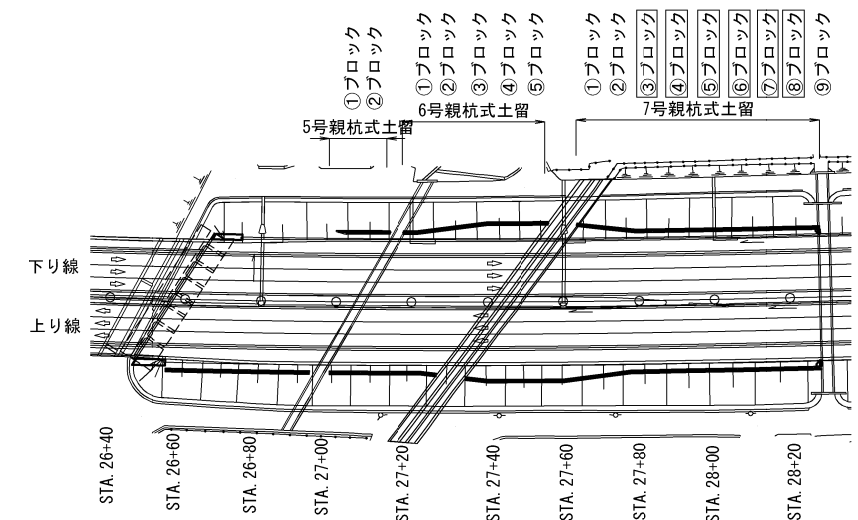 ①ブロック
②ブロック
①ブロック
②ブロック
③ブロック
④ブロック
⑤ブロック
①ブロック
②ブロック
③ブロック
④ブロック
⑤ブロック
⑥ブロック
⑦ブロック
⑧ブロック
⑨ブロック
5号親杭式土留
6号親杭式土留
7号親杭式土留
下り線
上り線
STA. 26+40
STA. 26+60
STA. 26+80
STA. 27+00
STA. 27+20
STA. 27+40
STA. 27+60
STA. 27+80
STA. 28+00
STA. 28+20